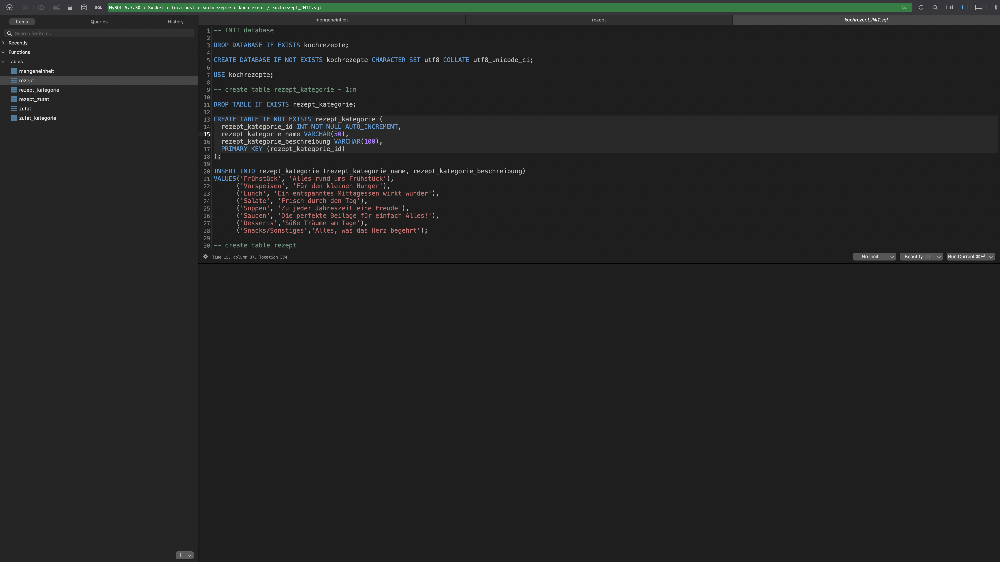 SQL MySQL 5.7.30 : Socket : localhost : kochrezepte : kochrezept / kochrezept_INIT.sql loc
Items Queries History
Search for item...
Recently
Functions
Tables
mengeneinheit
rezept
rezept_kategorie
rezept_zutat
zutat
zutat_kategorie
mengeneinheit rezept kochrezept_INIT.sql
1 -- INIT database
2
3 DROP DATABASE IF EXISTS kochrezepte;
4
5 CREATE DATABASE IF NOT EXISTS kochrezepte CHARACTER SET utf8 COLLATE utf8_unicode_ci;
6
7 USE kochrezepte;
8
9 -- create table rezept_kategorie - 1:n
10
11 DROP TABLE IF EXISTS rezept_kategorie;
12
13 CREATE TABLE IF NOT EXISTS rezept_kategorie (
14 rezept_kategorie_id INT NOT NULL AUTO_INCREMENT,
15 rezept_kategorie_name VARCHAR(50),
16 rezept_kategorie_beschreibung VARCHAR(100),
17 PRIMARY KEY (rezept_kategorie_id)
18 );
19
20 INSERT INTO rezept_kategorie (rezept_kategorie_name, rezept_kategorie_beschreibung)
21 VALUES('Frühstück', 'Alles rund ums Frühstück'),
22 ('Vorspeisen', 'Für den kleinen Hunger'),
23 ('Lunch', 'Ein entspanntes Mittagessen wirkt wunder'),
24 ('Salate', 'Frisch durch den Tag'),
25 ('Suppen', 'Zu jeder Jahreszeit eine Freude'),
26 ('Saucen', 'Die perfekte Beilage für einfach Alles!'),
27 ('Desserts','Süße Träume am Tage'),
28 ('Snacks/Sonstiges','Alles, was das Herz begehrt');
29
30 -- create table rezept
line 15, column 37, location 374 No limit Beautify ⌘I Run Current ⌘↩